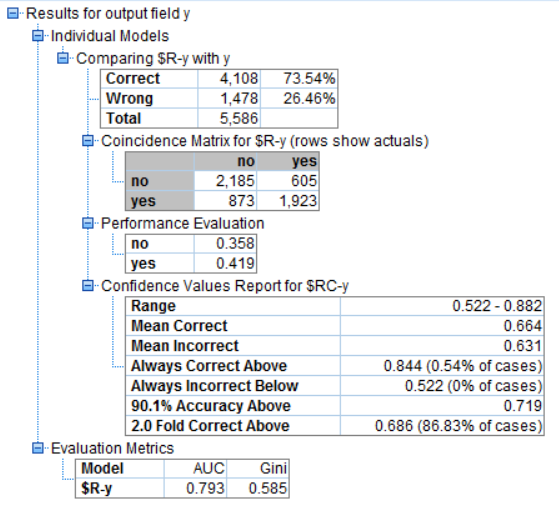 Results for output field y
Individual Models
Comparing $R-y with y
Correct 4,108 73.54%
Wrong 1,478 26.46%
Total 5,586
Coincidence Matrix for $R-y (rows show actuals)
no yes
no 2,185 605
yes 873 1,923
Performance Evaluation
no 0.358
yes 0.419
Confidence Values Report for $RC-y
Range 0.522 - 0.882
Mean Correct 0.664
Mean Incorrect 0.631
Always Correct Above 0.844 (0.54% of cases)
Always Incorrect Below 0.522 (0% of cases)
90.1% Accuracy Above 0.719
2.0 Fold Correct Above 0.686 (86.83% of cases)
Evaluation Metrics
Model AUC Gini
$R-y 0.793 0.585